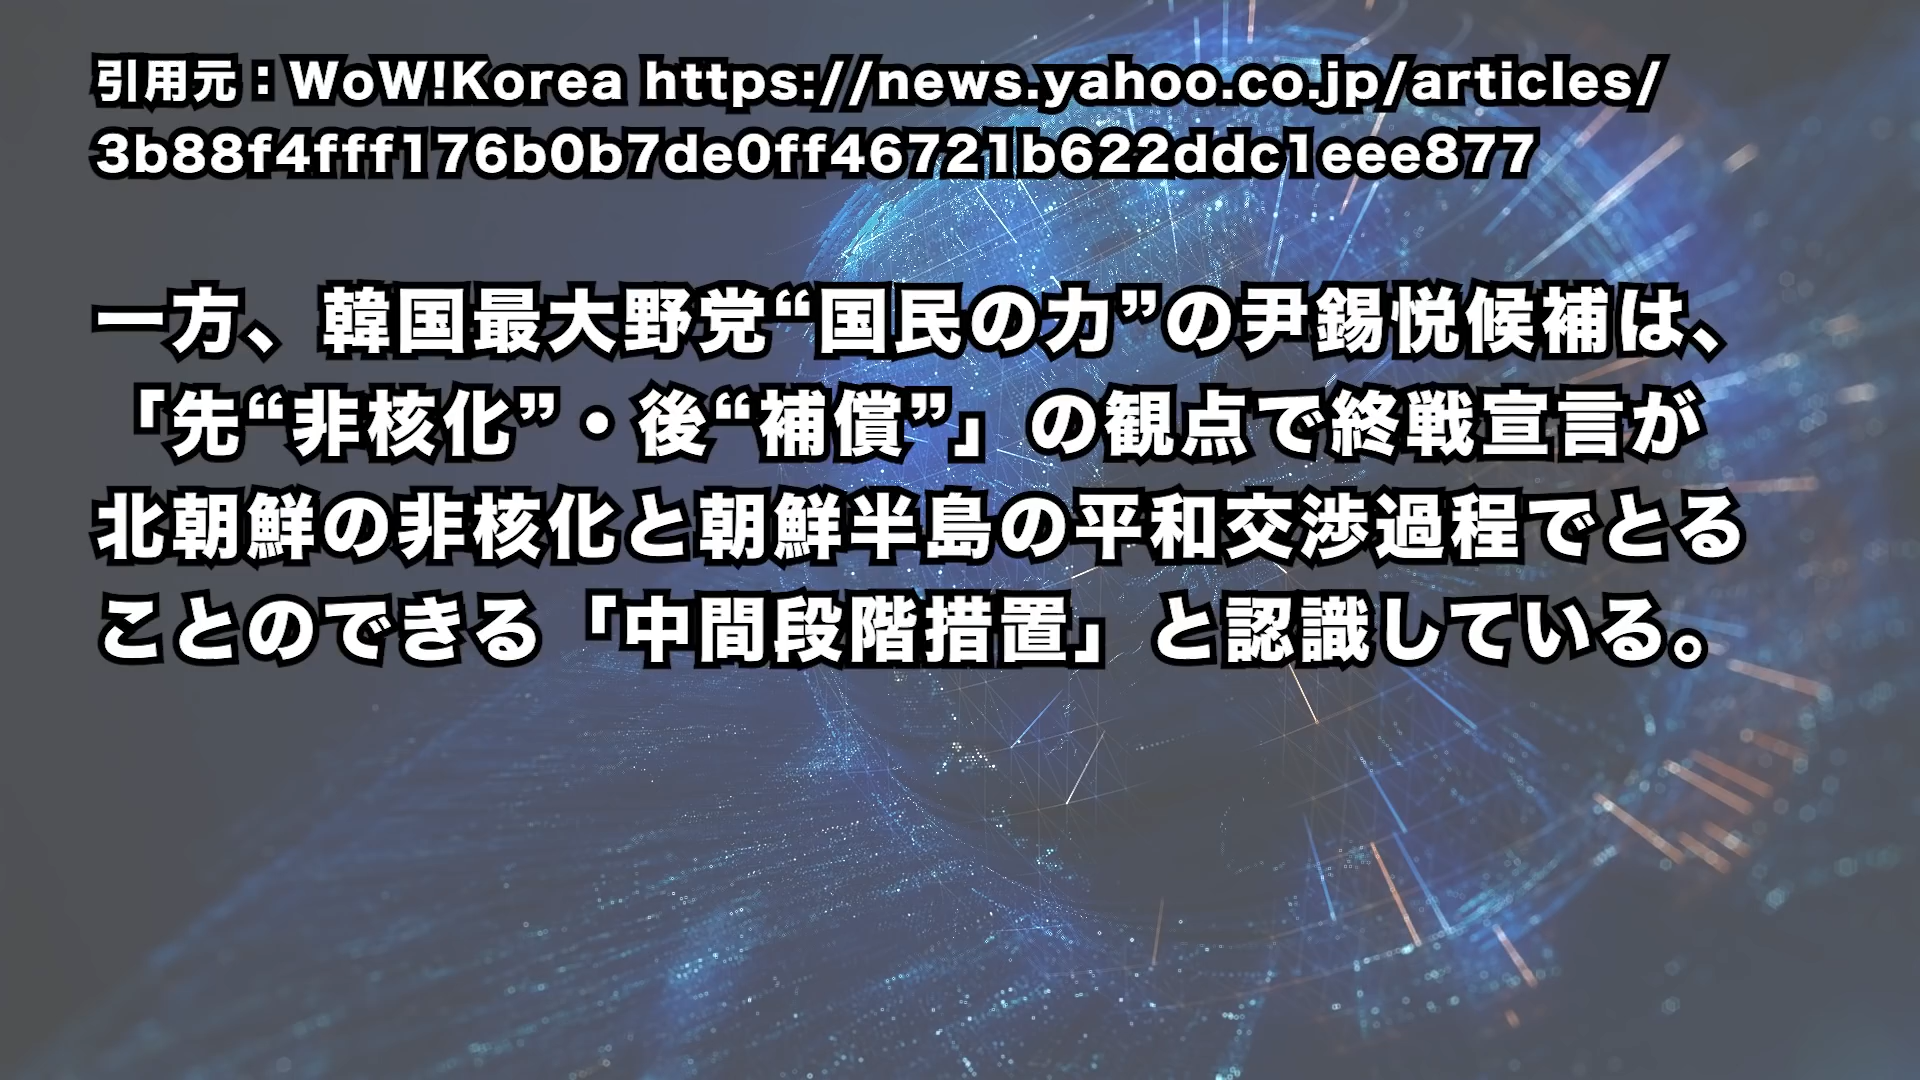 引用元：WoW!Korea https://news.yahoo.co.jp/articles/
3b88f4fff176b0b7de0ff46721b622ddc1eee877
一方、韓国最大野党“国民の力”の尹錫悦候補は、
「先“非核化”・後“補償”」の観点で終戦宣言が
北朝鮮の非核化と朝鮮半島の平和交渉過程でとる
ことのできる「中間段階措置」と認識している。